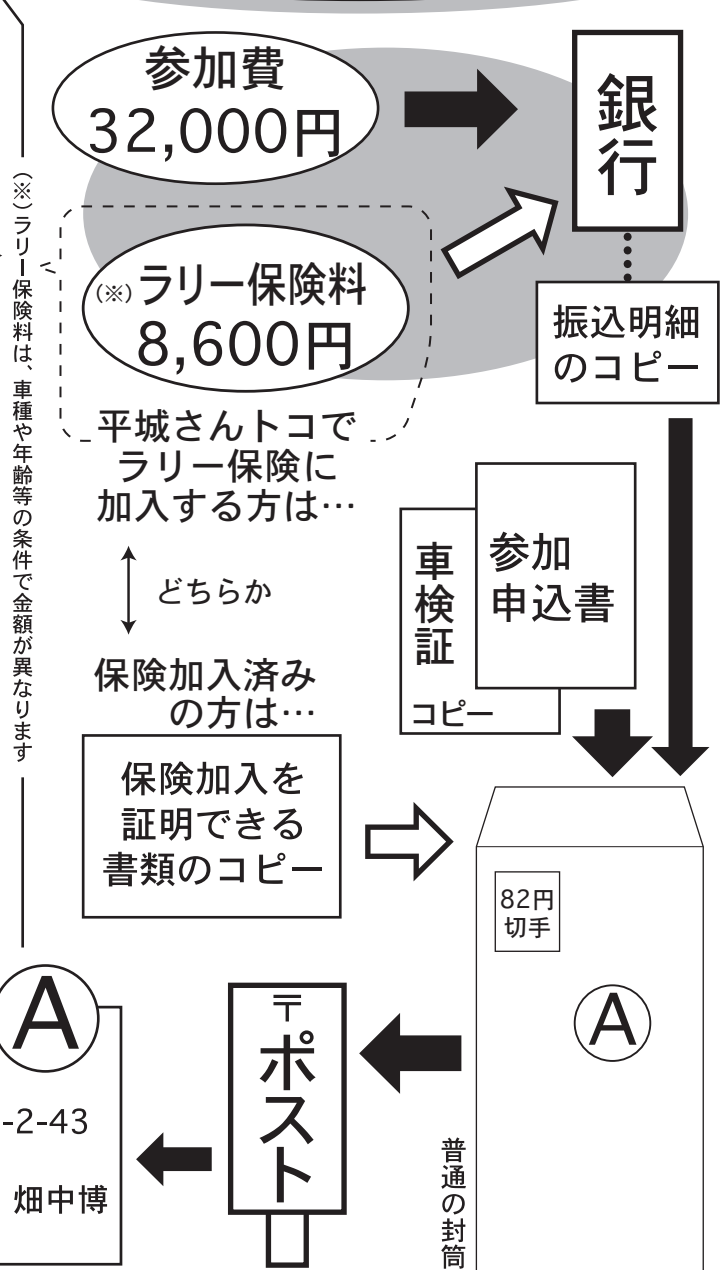 参加費
32,000円
銀行
(※)ラリー保険料
8,600円
振込明細
のコピー
平城さんトコで
ラリー保険に
加入する方は…
どちらか
保険加入済み
の方は…
保険加入を
証明できる
書類のコピー
参加
申込書
車検証
コピー
82円
切手
A
普通の封筒
〒ポスト
A
-2-43
畑中博
(※)ラリー保険料は、車種や年齢等の条件で金額が異なります